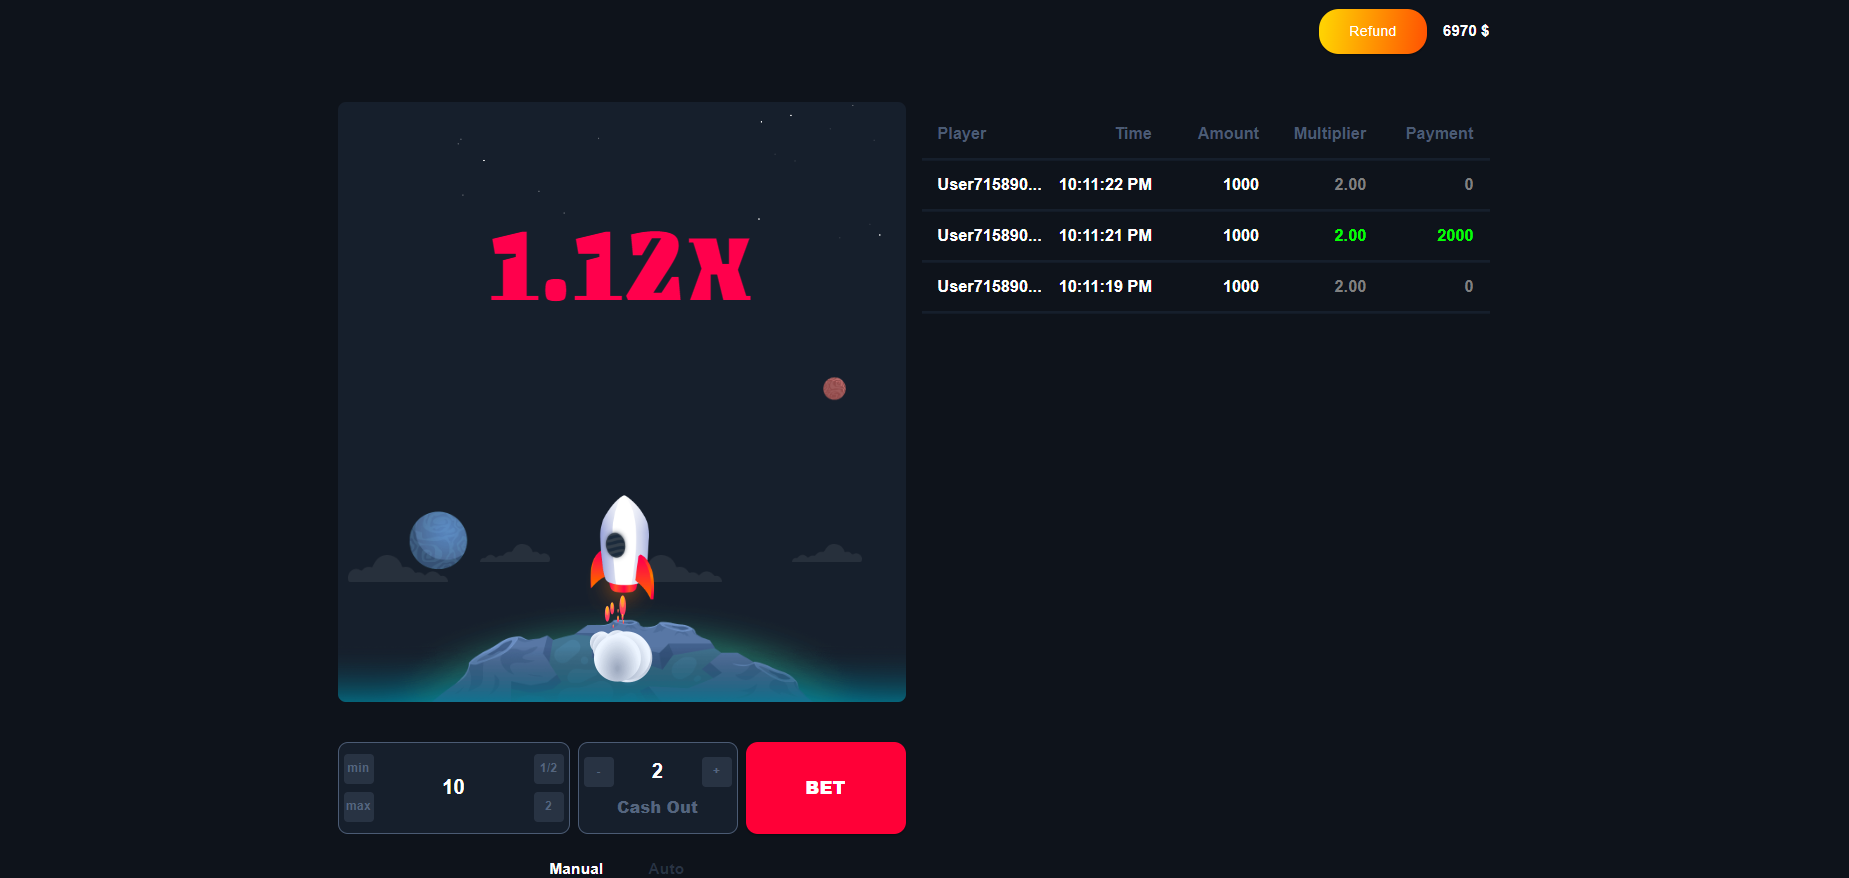 Refund 6970 $
1.12x
Player Time Amount Multiplier Payment
User715890... 10:11:22 PM 1000 2.00 0
User715890... 10:11:21 PM 1000 2.00 2000
User715890... 10:11:19 PM 1000 2.00 0
min 10 1/2
max 2
- 2 +
Cash Out
BET
Manual Auto